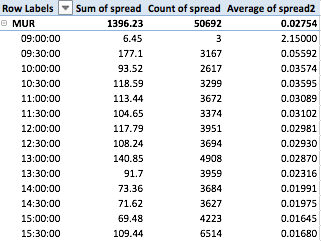 Row Labels Sum of spread Count of spread Average of spread2
MUR 1396.23 50692 0.02754
09:00:00 6.45 3 2.15000
09:30:00 177.1 3167 0.05592
10:00:00 93.52 2617 0.03574
10:30:00 118.59 3299 0.03595
11:00:00 113.44 3672 0.03089
11:30:00 104.65 3374 0.03102
12:00:00 117.79 3951 0.02981
12:30:00 108.24 3694 0.02930
13:00:00 140.85 4908 0.02870
13:30:00 91.7 3959 0.02316
14:00:00 73.36 3684 0.01991
14:30:00 71.62 3627 0.01975
15:00:00 69.48 4223 0.01645
15:30:00 109.44 6514 0.01680